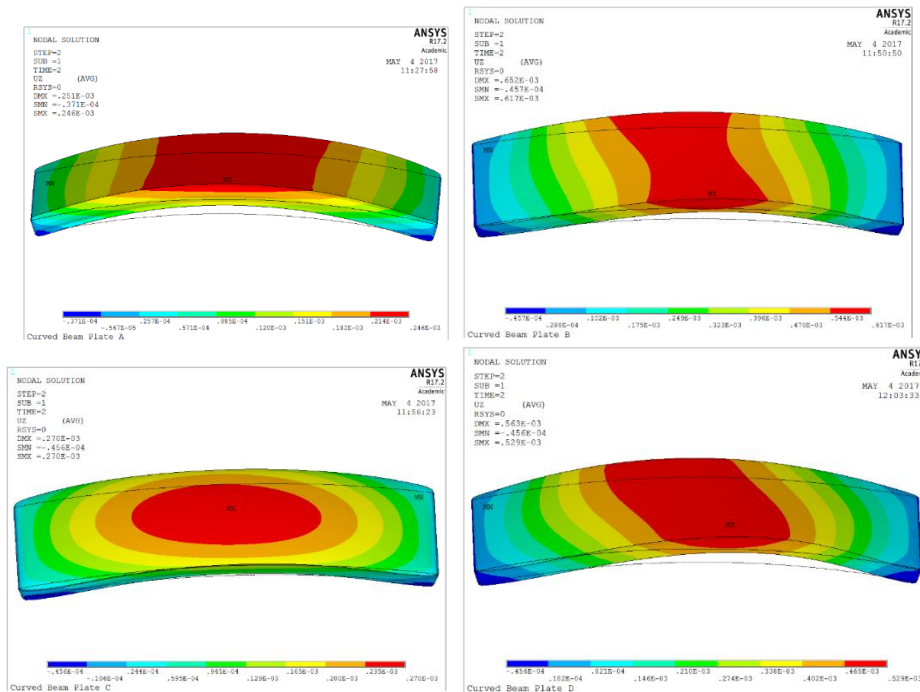 1
NODAL SOLUTION
STEP=2
SUB =1
TIME=2
UZ (AVG)
RSYS=0
DMX =.251E-03
SMN =-.371E-04
SMX =.246E-03
ANSYS
R17.2
Academic
MAY 4 2017
11:27:58
MN
MX
-.371E-04 .257E-04 .885E-04 .151E-03 .214E-03
-.567E-05 .571E-04 .120E-03 .183E-03 .246E-03
Curved Beam Plate A
1
NODAL SOLUTION
STEP=2
SUB =1
TIME=2
UZ (AVG)
RSYS=0
DMX =.652E-03
SMN =-.457E-04
SMX =.617E-03
ANSYS
R17.2
Academic
MAY 4 2017
11:50:50
MN
MX
-.457E-04 .102E-03 .249E-03 .396E-03 .544E-03
.280E-04 .175E-03 .323E-03 .470E-03 .617E-03
Curved Beam Plate B
1
NODAL SOLUTION
STEP=2
SUB =1
TIME=2
UZ (AVG)
RSYS=0
DMX =.270E-03
SMN =-.456E-04
SMX =.270E-03
ANSYS
R17.2
Academic
MAY 4 2017
11:56:23
MN
MX
-.456E-04 .244E-04 .945E-04 .165E-03 .235E-03
-.106E-04 .595E-04 .129E-03 .200E-03 .270E-03
Curved Beam Plate C
1
NODAL SOLUTION
STEP=2
SUB =1
TIME=2
UZ (AVG)
RSYS=0
DMX =.563E-03
SMN =-.456E-04
SMX =.529E-03
ANSY
R17
Acade
MAY 4 2017
12:03:33
MN
MX
-.456E-04 .821E-04 .210E-03 .338E-03 .465E-03
.182E-04 .146E-03 .274E-03 .402E-03 .529E-03
Curved Beam Plate D